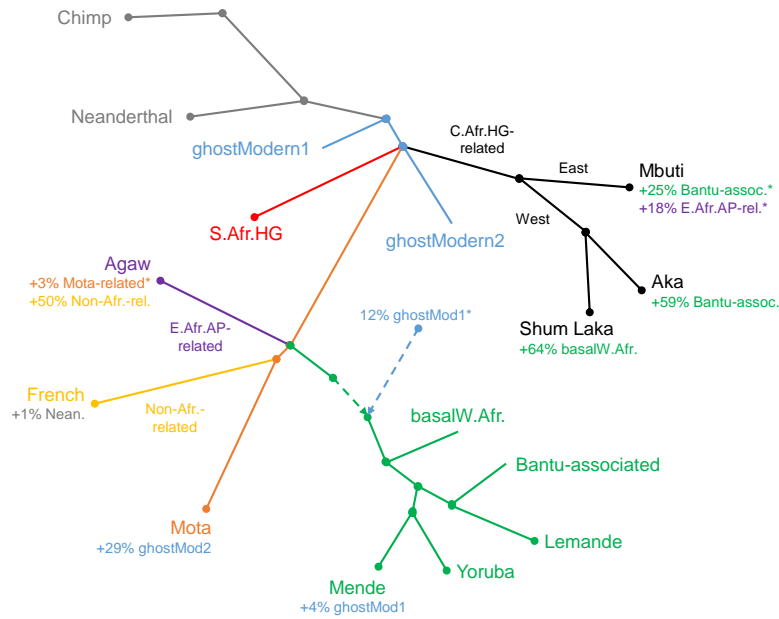 Chimp
Neanderthal
ghostModern1
C.Afr.HG-
related
East
Mbuti
+25% Bantu-assoc.*
+18% E.Afr.AP-rel.*
West
S.Afr.HG
ghostModern2
Agaw
+3% Mota-related*
+50% Non-Afr.-rel.
Aka
+59% Bantu-assoc.
12% ghostMod1*
Shum Laka
+64% basalW.Afr.
E.Afr.AP-
related
French
+1% Nean.
Non-Afr.-
related
basalW.Afr.
Bantu-associated
Mota
+29% ghostMod2
Lemande
Yoruba
Mende
+4% ghostMod1